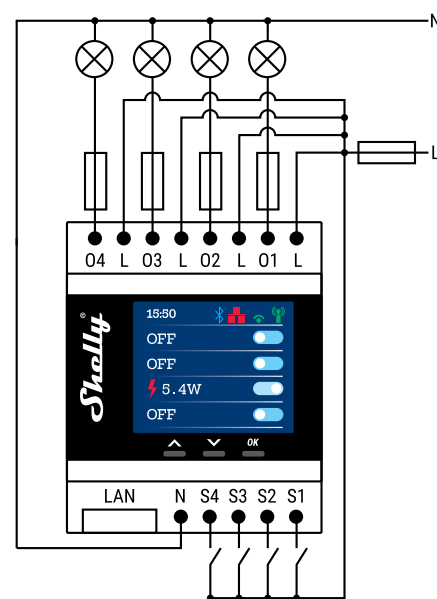 N
L
O4 L O3 L O2 L O1 L
Shelly®
15:50
OFF
OFF
5.4W
OFF
OK
LAN N S4 S3 S2 S1